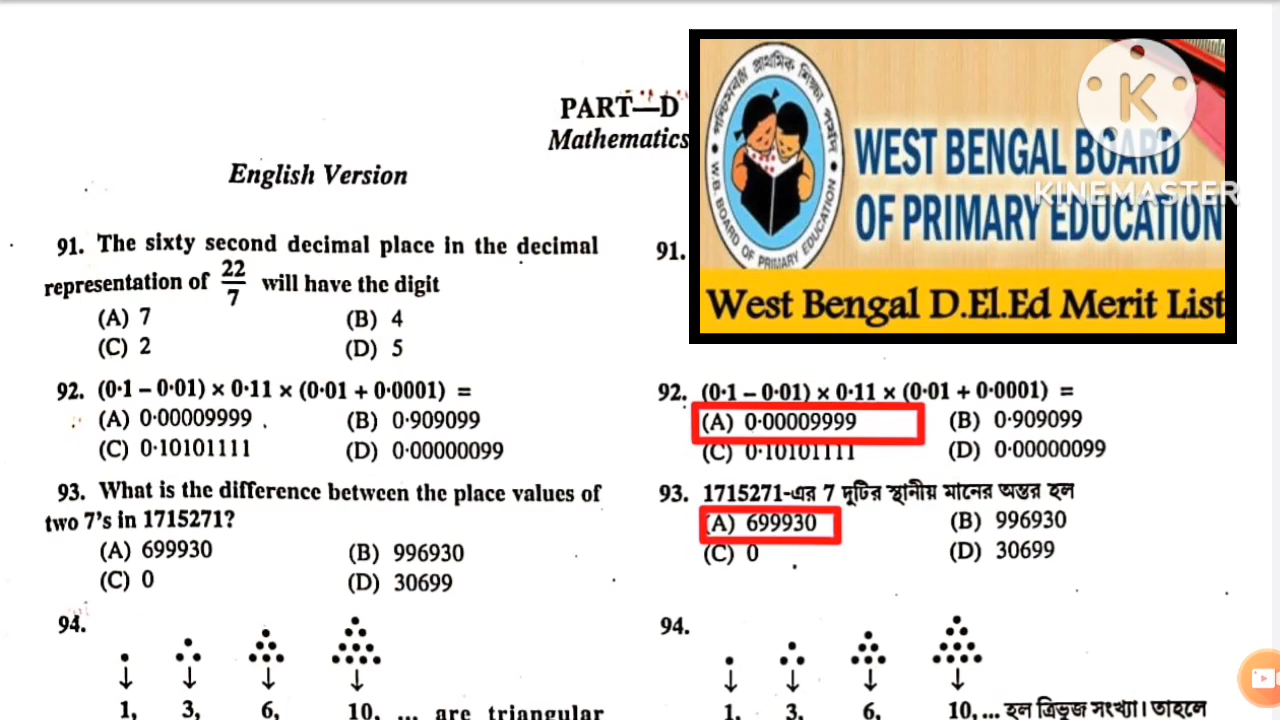 PART—D
Mathematics
English Version
91. The sixty second decimal place in the decimal
representation of 22/7 will have the digit
(A) 7 (B) 4
(C) 2 (D) 5
92. (0·1 – 0·01) × 0·11 × (0·01 + 0·0001) =
(A) 0·00009999 (B) 0·909099
(C) 0·10101111 (D) 0·00000099
93. What is the difference between the place values of
two 7's in 1715271?
(A) 699930 (B) 996930
(C) 0 (D) 30699
94.
1, 3, 6, 10, ... are triangular
পশ্চিমবঙ্গ প্রাথমিক শিক্ষা পর্ষদ
W.B. BOARD OF PRIMARY EDUCATION
WEST BENGAL BOARD
OF PRIMARY EDUCATION
K
KINEMASTER
West Bengal D.El.Ed Merit List
91.
92. (0·1 – 0·01) × 0·11 × (0·01 + 0·0001) =
(A) 0·00009999 (B) 0·909099
(C) 0·10101111 (D) 0·00000099
93. 1715271-এর 7 দুটির স্থানীয় মানের অন্তর হল
(A) 699930 (B) 996930
(C) 0 (D) 30699
94.
1, 3, 6, 10, ... হল ত্রিভুজ সংখ্যা। তাহলে